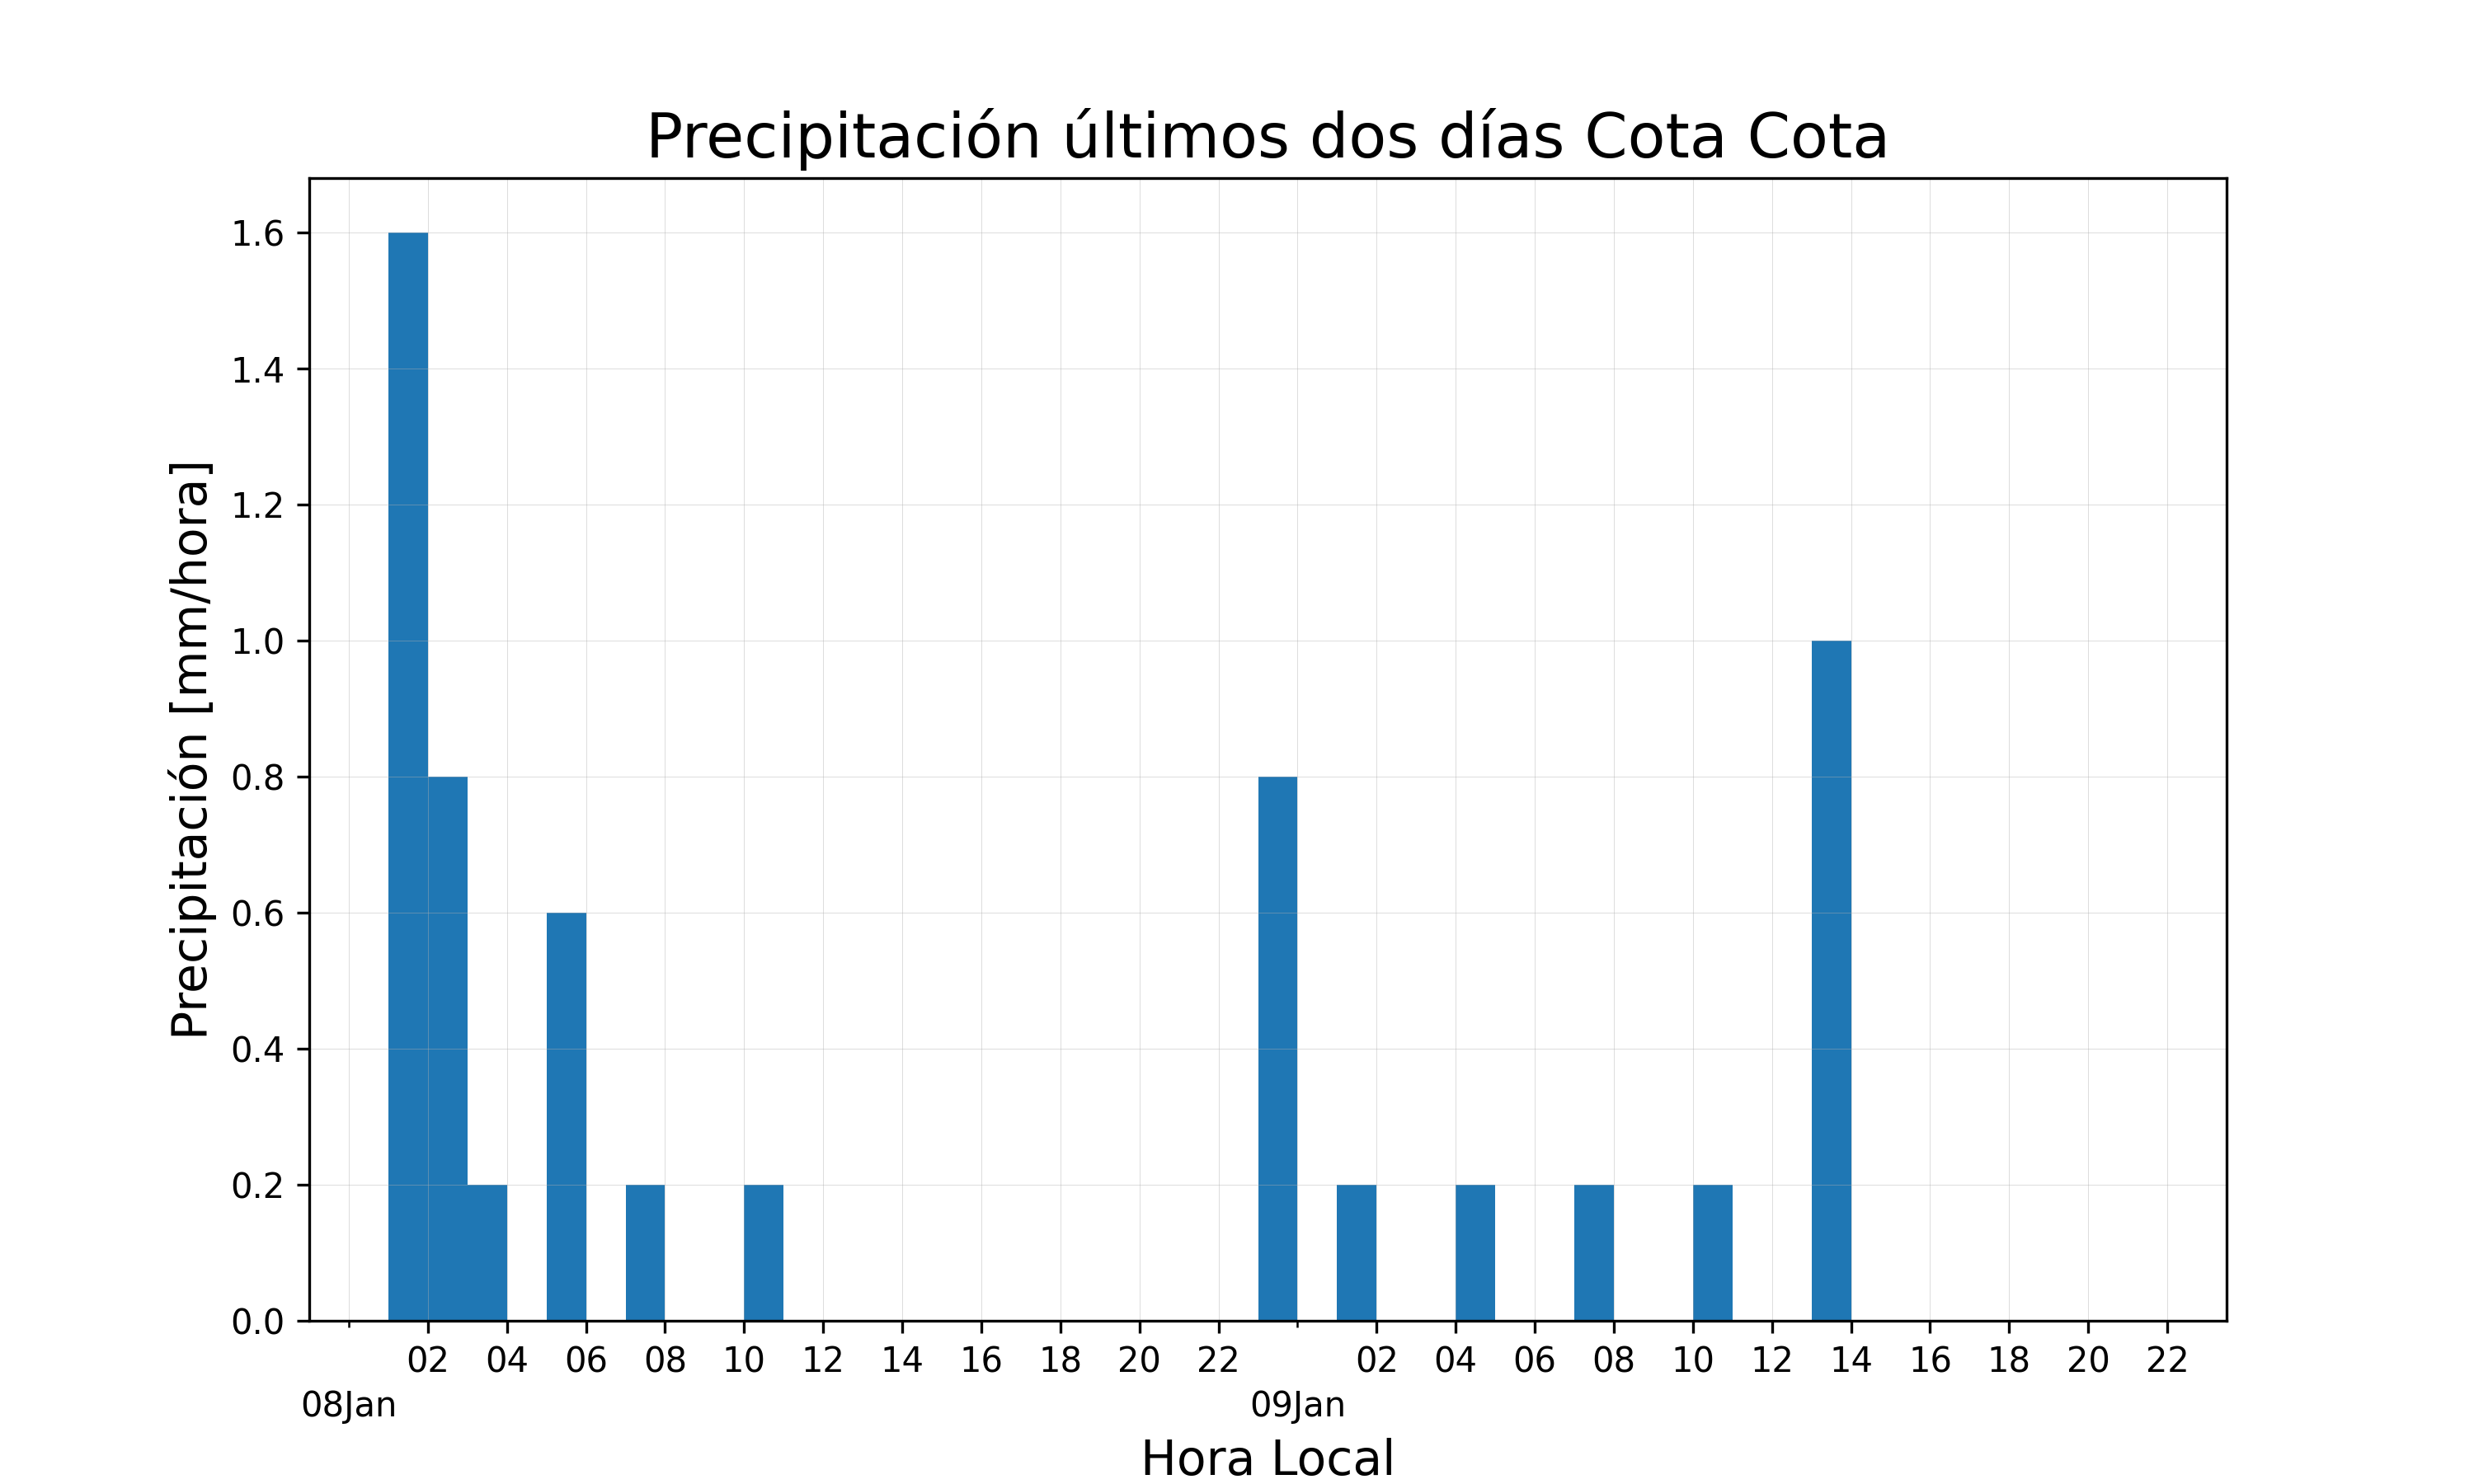 Precipitación últimos dos días Cota Cota
Precipitación [mm/hora]
1.6
1.4
1.2
1.0
0.8
0.6
0.4
0.2
0.0
02 04 06 08 10 12 14 16 18 20 22 02 04 06 08 10 12 14 16 18 20 22
08Jan 09Jan
Hora Local